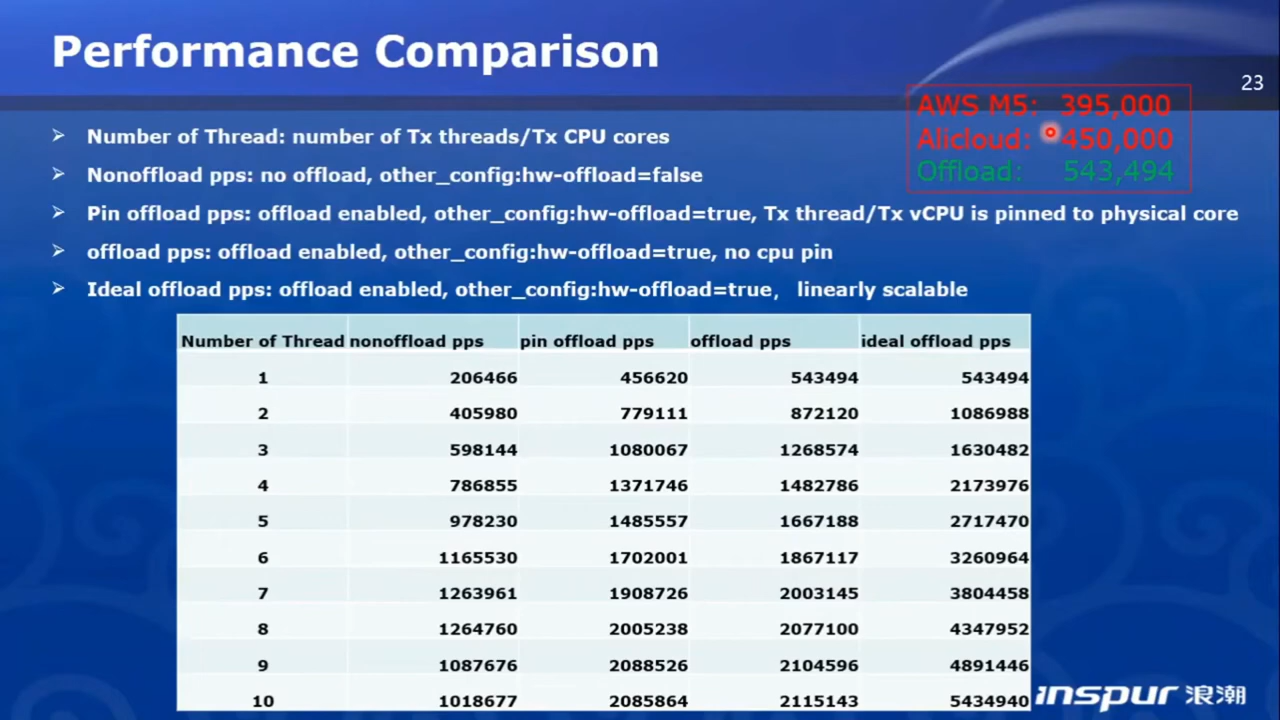 Performance Comparison
23
AWS M5: 395,000
Alicloud: 450,000
Offload: 543,494
Number of Thread: number of Tx threads/Tx CPU cores
Nonoffload pps: no offload, other_config:hw-offload=false
Pin offload pps: offload enabled, other_config:hw-offload=true, Tx thread/Tx vCPU is pinned to physical core
offload pps: offload enabled, other_config:hw-offload=true, no cpu pin
Ideal offload pps: offload enabled, other_config:hw-offload=true, linearly scalable
Number of Thread nonoffload pps pin offload pps offload pps ideal offload pps
1 206466 456620 543494 543494
2 405980 779111 872120 1086988
3 598144 1080067 1268574 1630482
4 786855 1371746 1482786 2173976
5 978230 1485557 1667188 2717470
6 1165530 1702001 1867117 3260964
7 1263961 1908726 2003145 3804458
8 1264760 2005238 2077100 4347952
9 1087676 2088526 2104596 4891446
10 1018677 2085864 2115143 5434940
inspur 浪潮